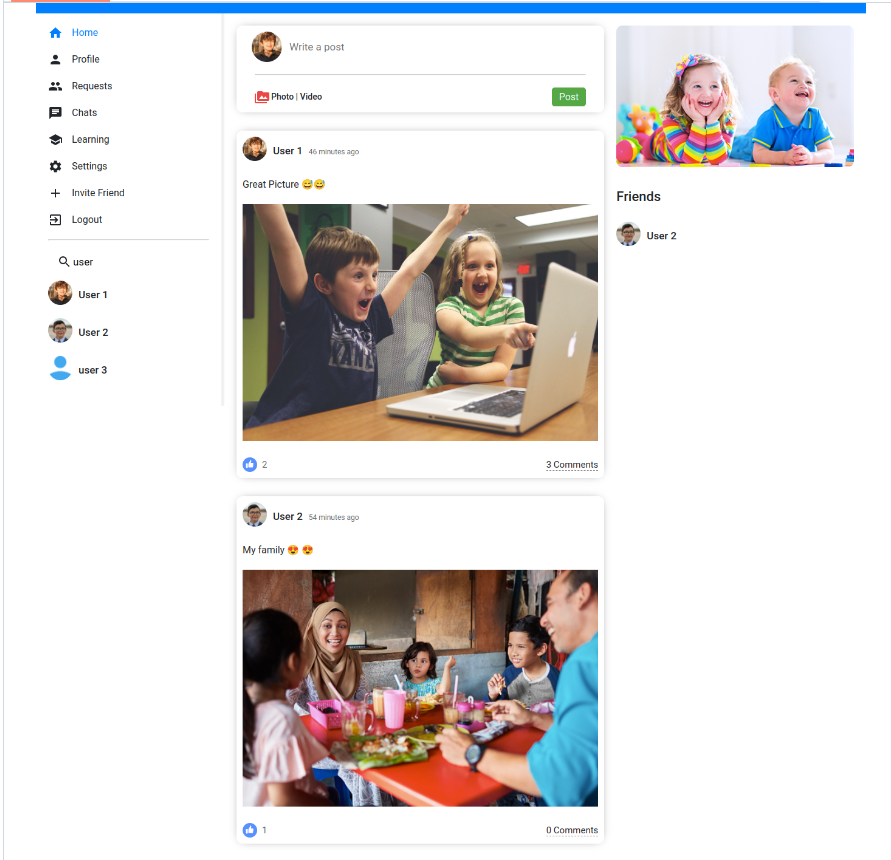 Home
Profile
Requests
Chats
Learning
Settings
Invite Friend
Logout
user
User 1
User 2
user 3
Write a post
Photo | Video
Post
User 1 46 minutes ago
Great Picture 😅😅
2
3 Comments
User 2 54 minutes ago
My family 😍 😍
1
0 Comments
Friends
User 2